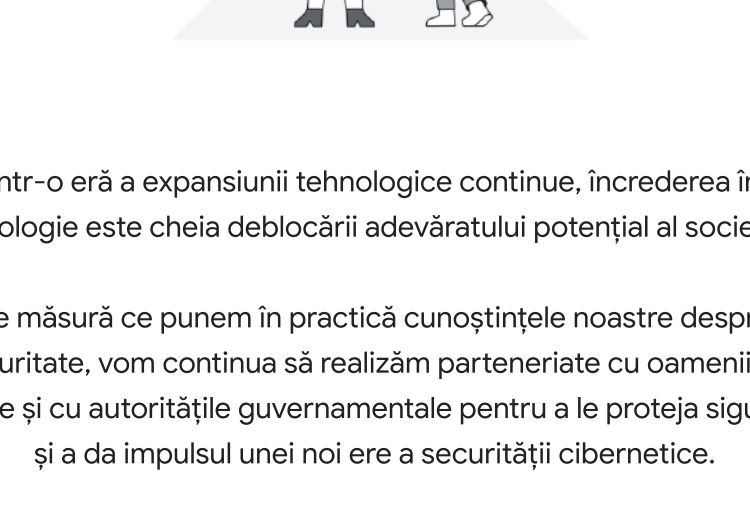 ntr-o eră a expansiunii tehnologice continue, încrederea în
ologie este cheia deblocării adevăratului potențial al socie
e măsură ce punem în practică cunoștințele noastre despr
uritate, vom continua să realizăm parteneriate cu oamenii
e și cu autoritățile guvernamentale pentru a le proteja sigu
și a da impulsul unei noi ere a securității cibernetice.